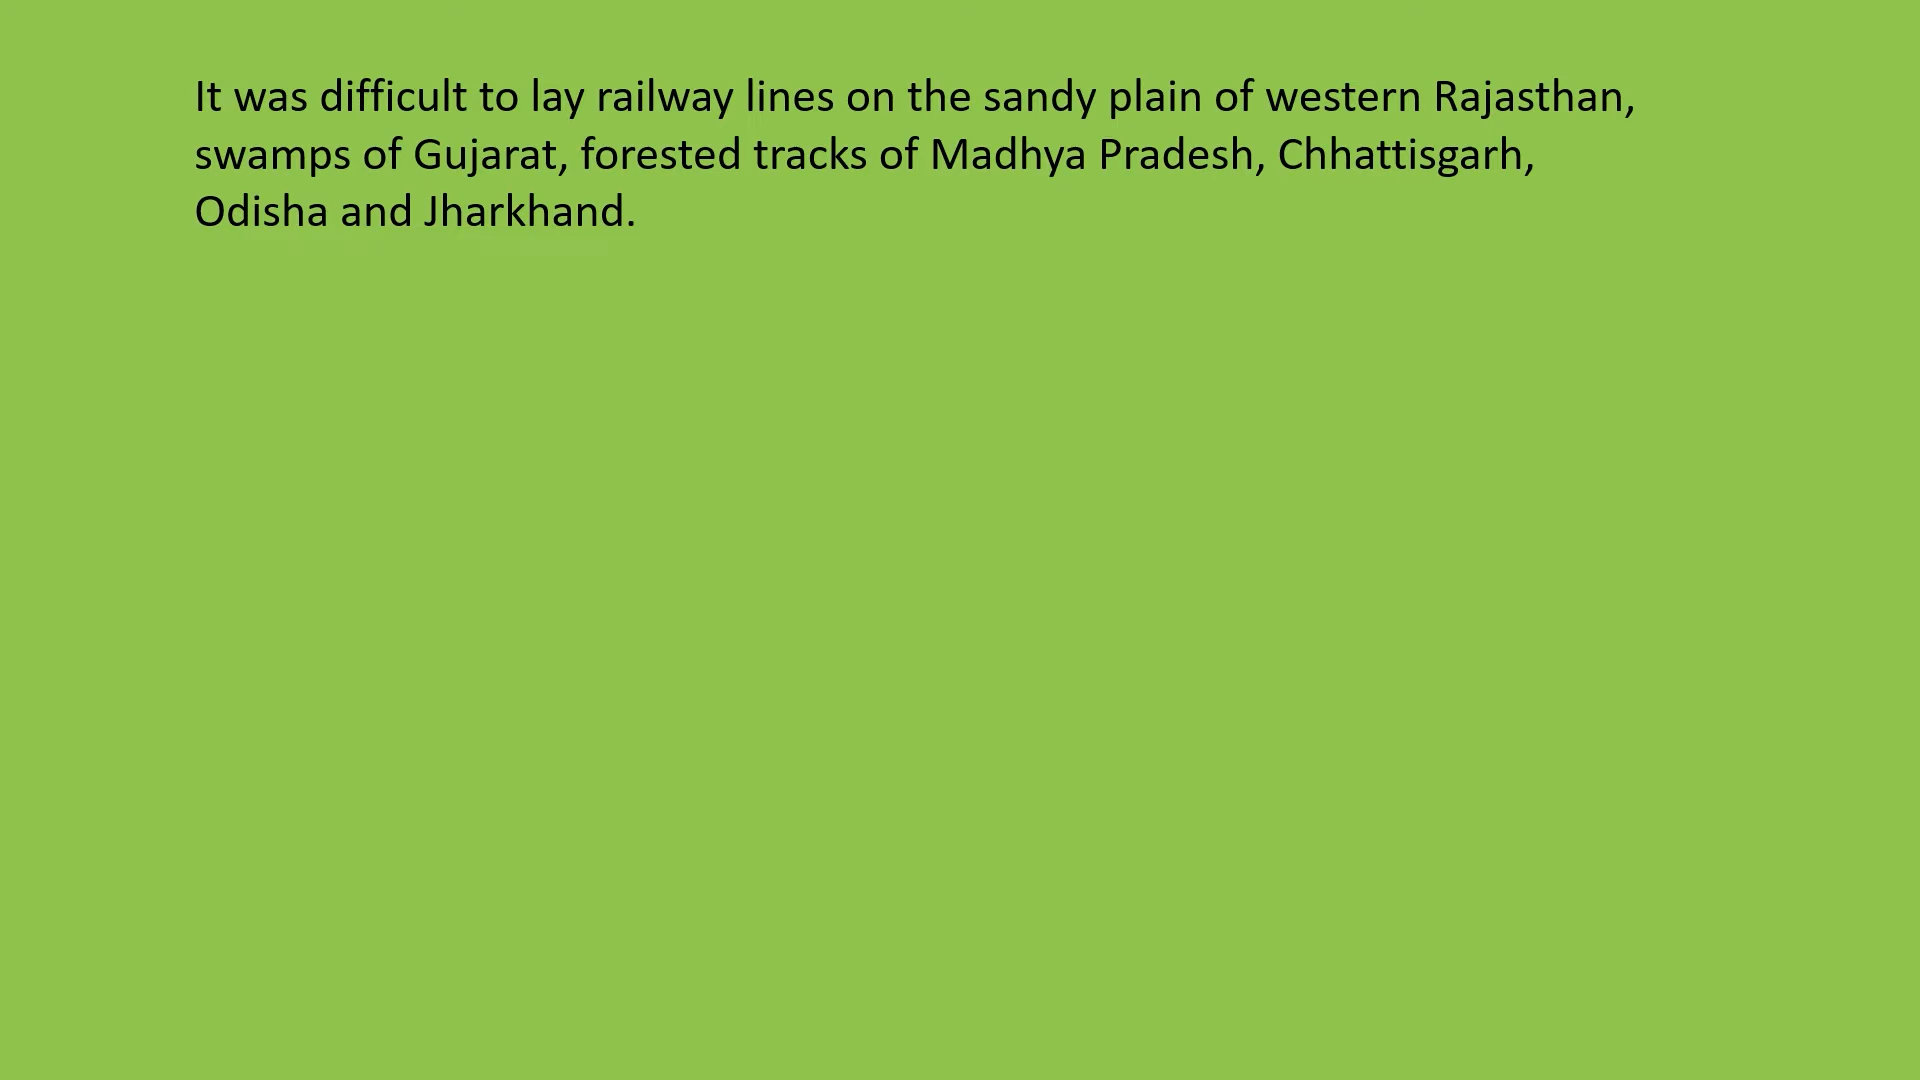 It was difficult to lay railway lines on the sandy plain of western Rajasthan,
swamps of Gujarat, forested tracks of Madhya Pradesh, Chhattisgarh,
Odisha and Jharkhand.